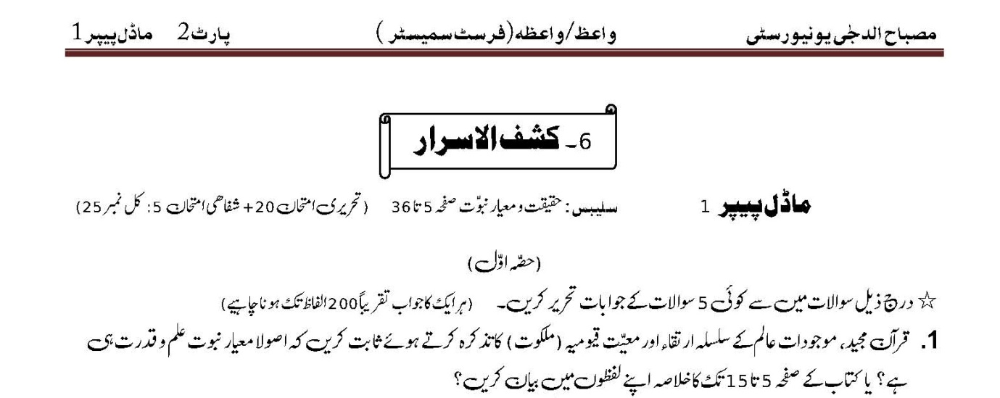 مصباح الدجٰی یونیورسٹی واعظ/واعظہ(فرسٹ سمیسٹر) پارٹ2 ماڈل پیپر1
6۔ کشف الاسرار
ماڈل پیپر 1 سلیبس: حقیقت و معیار نبوّت صفحہ 5 تا 36 (تحریری امتحان 20+ شفاھی امتحان 5: کل نمبر 25)
(حصّہ اوّل)
☆ درج ذیل سوالات میں سے کوئی 5 سوالات کے جوابات تحریر کریں۔ (ہر ایک کا جواب تقریباً 200 الفاظ تک ہونا چاہیے)
1. قرآن مجید، موجودات عالم کے سلسلہ ارتقاء اور معیّت قیومیہ (ملکوت) کا تذکرہ کرتے ہوئے ثابت کریں کہ اصولا معیار نبوت علم و قدرت ہی
ہے؟ یا کتاب کے صفحہ 5 تا 15 تک کا خلاصہ اپنے لفظوں میں بیان کریں؟